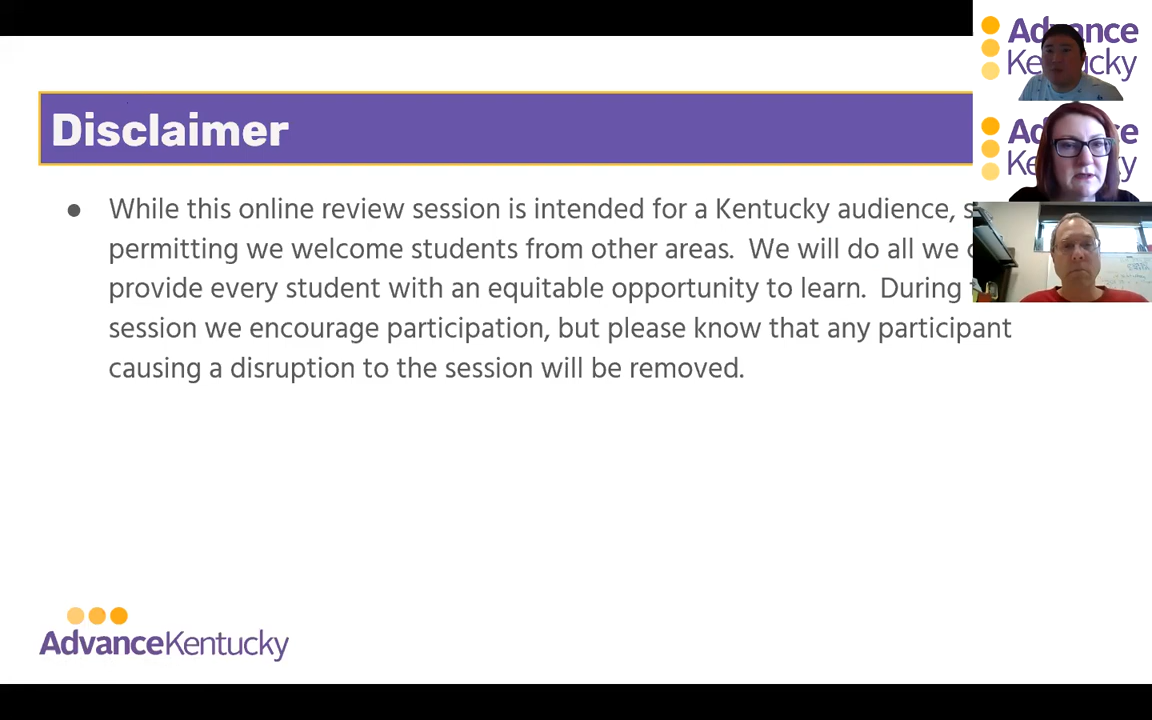 Disclaimer
● While this online review session is intended for a Kentucky audience,
permitting we welcome students from other areas.  We will do all we
provide every student with an equitable opportunity to learn.  During
session we encourage participation, but please know that any participant
causing a disruption to the session will be removed.
AdvanceKentucky
Advance
Kentucky
Advance